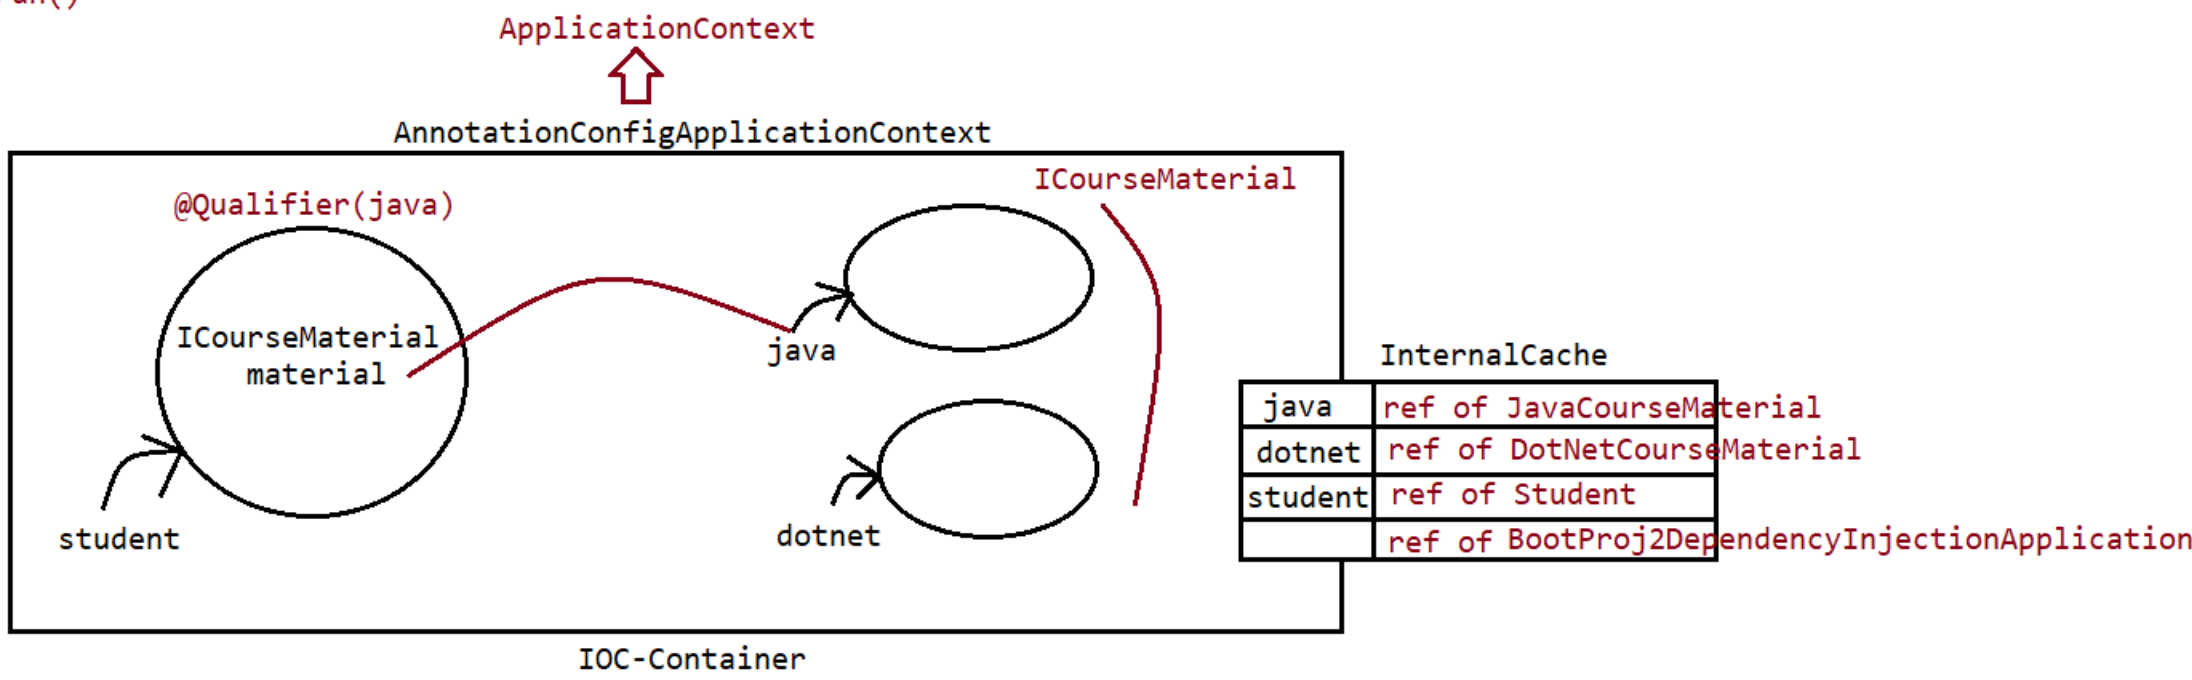 ApplicationContext
AnnotationConfigApplicationContext
ICourseMaterial
@Qualifier(java)
ICourseMaterial
material
java
student
dotnet
InternalCache
java ref of JavaCourseMaterial
dotnet ref of DotNetCourseMaterial
student ref of Student
ref of BootProj2DependencyInjectionApplication
IOC-Container